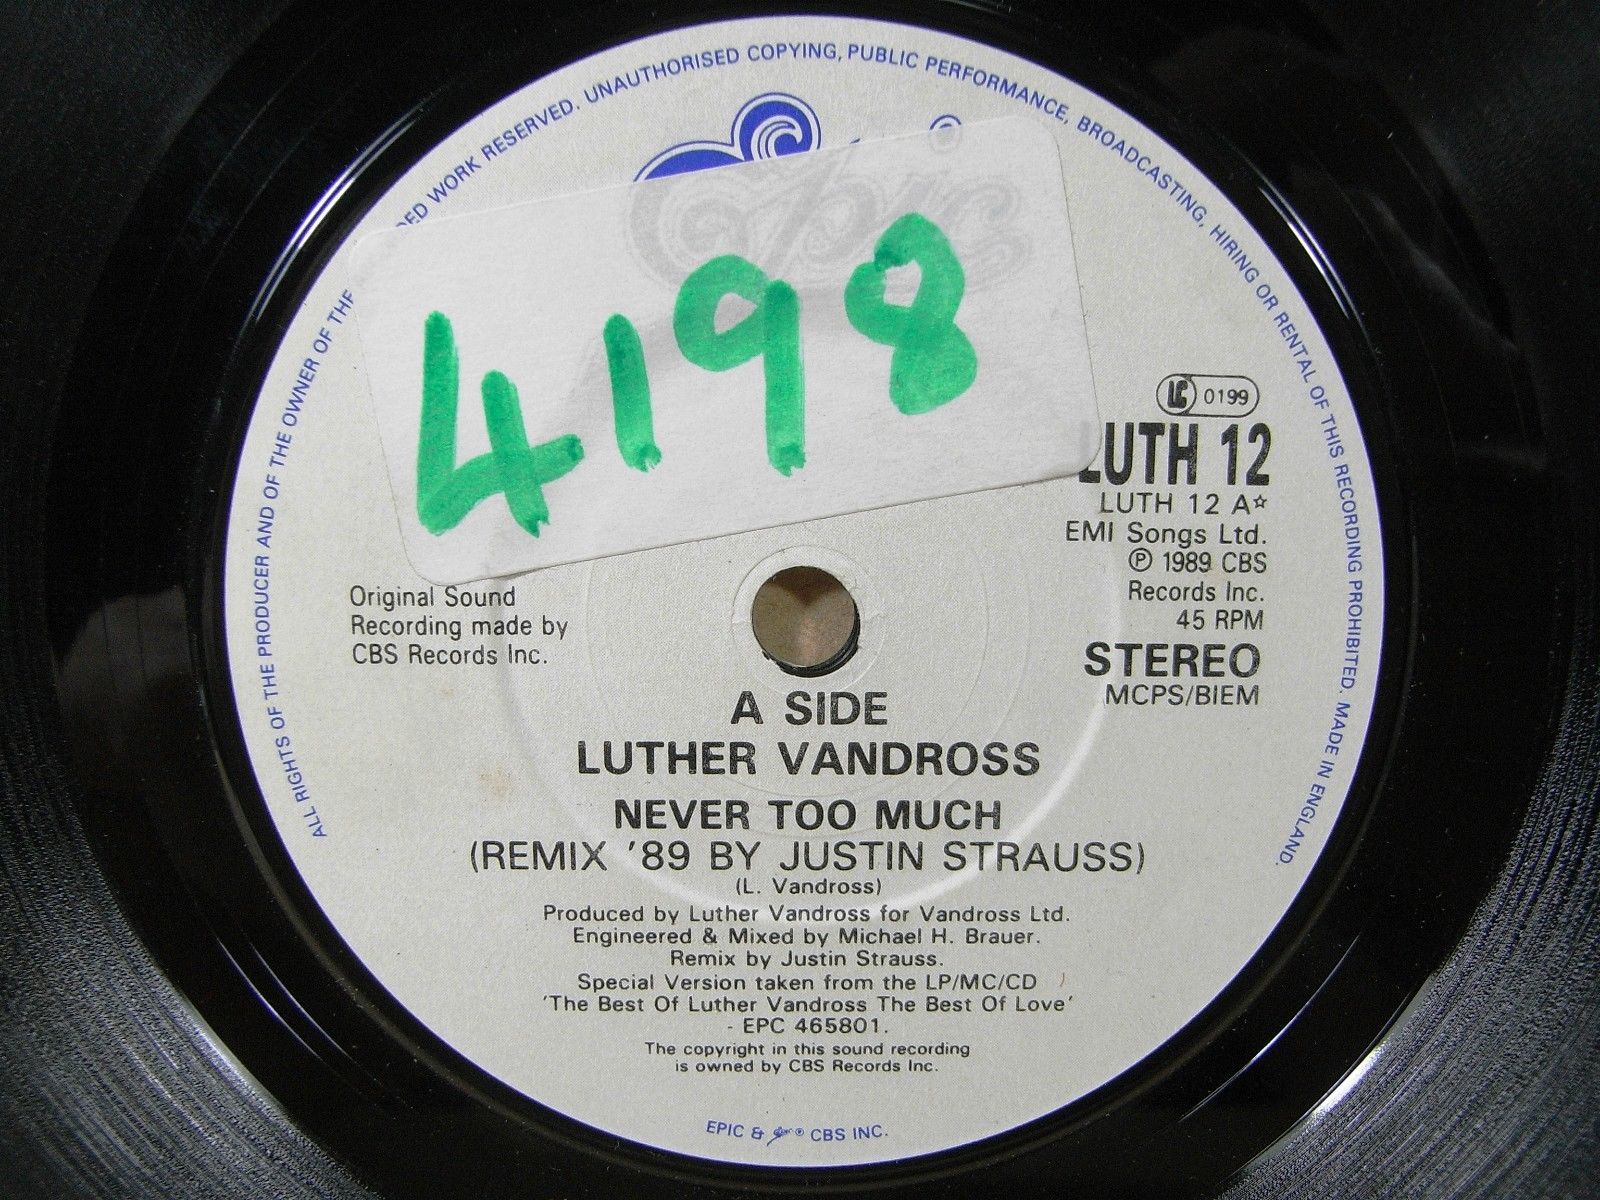 ALL RIGHTS OF THE PRODUCER AND OF THE OWNER OF THE DED WORK RESERVED. UNAUTHORISED COPYING, PUBLIC PERFORMANCE, BROADCASTING, HIRING OR RENTAL OF THIS RECORDING PROHIBITED. MADE IN ENGLAND.
Epic
4198
LC 0199
LUTH 12
LUTH 12 A☆
EMI Songs Ltd.
℗ 1989 CBS
Records Inc.
45 RPM
STEREO
MCPS/BIEM
Original Sound
Recording made by
CBS Records Inc.
A SIDE
LUTHER VANDROSS
NEVER TOO MUCH
(REMIX '89 BY JUSTIN STRAUSS)
(L. Vandross)
Produced by Luther Vandross for Vandross Ltd.
Engineered & Mixed by Michael H. Brauer.
Remix by Justin Strauss.
Special Version taken from the LP/MC/CD
'The Best Of Luther Vandross The Best Of Love'
- EPC 465801.
The copyright in this sound recording
is owned by CBS Records Inc.
EPIC & CBS INC.